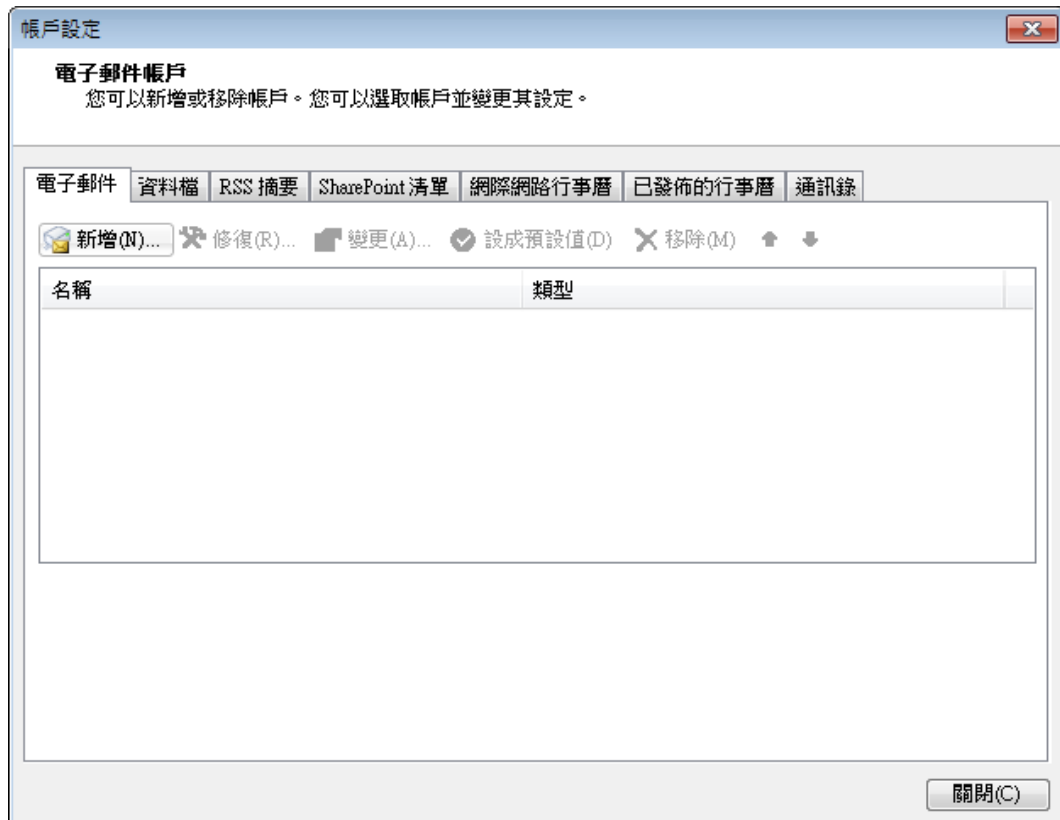 帳戶設定
電子郵件帳戶
您可以新增或移除帳戶。您可以選取帳戶並變更其設定。
電子郵件 資料檔 RSS 摘要 SharePoint 清單 網際網路行事曆 已發佈的行事曆 通訊錄
新增(N)... 修復(R)... 變更(A)... 設成預設值(D) 移除(M)
名稱 類型
關閉(C)